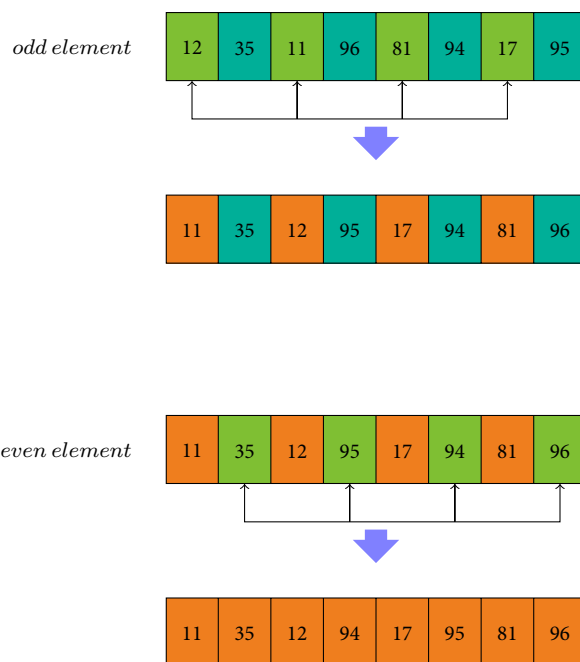 odd element 12 35 11 96 81 94 17 95
11 35 12 95 17 94 81 96
even element 11 35 12 95 17 94 81 96
11 35 12 94 17 95 81 96